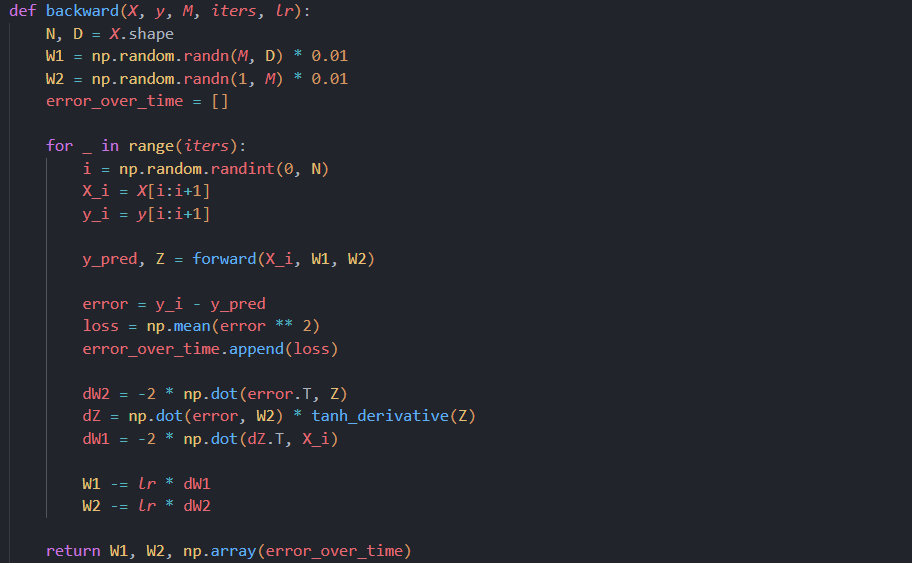 def backward(X, y, M, iters, lr):
    N, D = X.shape
    W1 = np.random.randn(M, D) * 0.01
    W2 = np.random.randn(1, M) * 0.01
    error_over_time = []

    for _ in range(iters):
        i = np.random.randint(0, N)
        X_i = X[i:i+1]
        y_i = y[i:i+1]

        y_pred, Z = forward(X_i, W1, W2)

        error = y_i - y_pred
        loss = np.mean(error ** 2)
        error_over_time.append(loss)

        dW2 = -2 * np.dot(error.T, Z)
        dZ = np.dot(error, W2) * tanh_derivative(Z)
        dW1 = -2 * np.dot(dZ.T, X_i)

        W1 -= lr * dW1
        W2 -= lr * dW2

    return W1, W2, np.array(error_over_time)